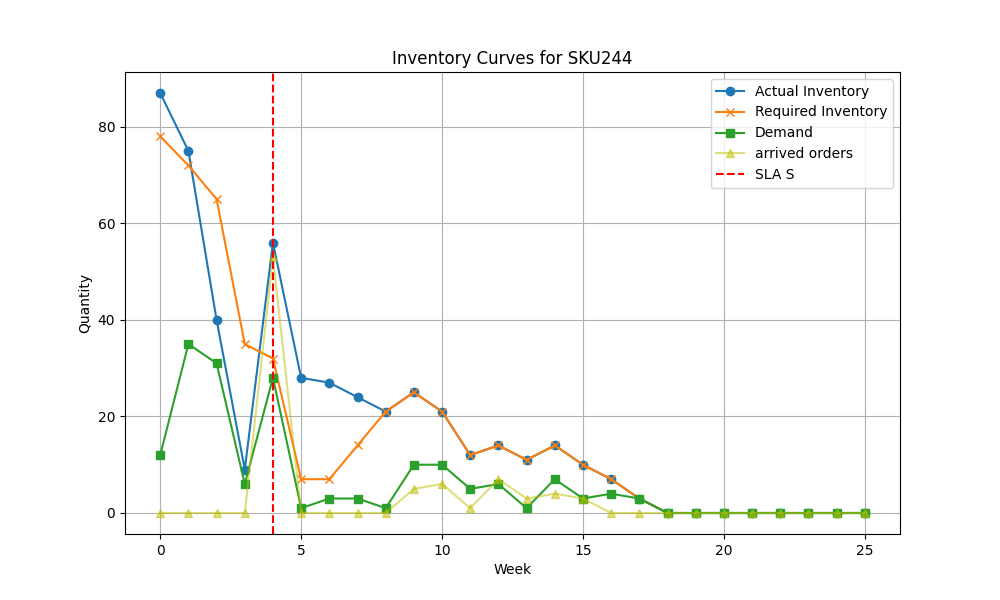 Inventory Curves for SKU244
Actual Inventory
Required Inventory
Demand
arrived orders
SLA S
Quantity
80
60
40
20
0
0 5 10 15 20 25
Week